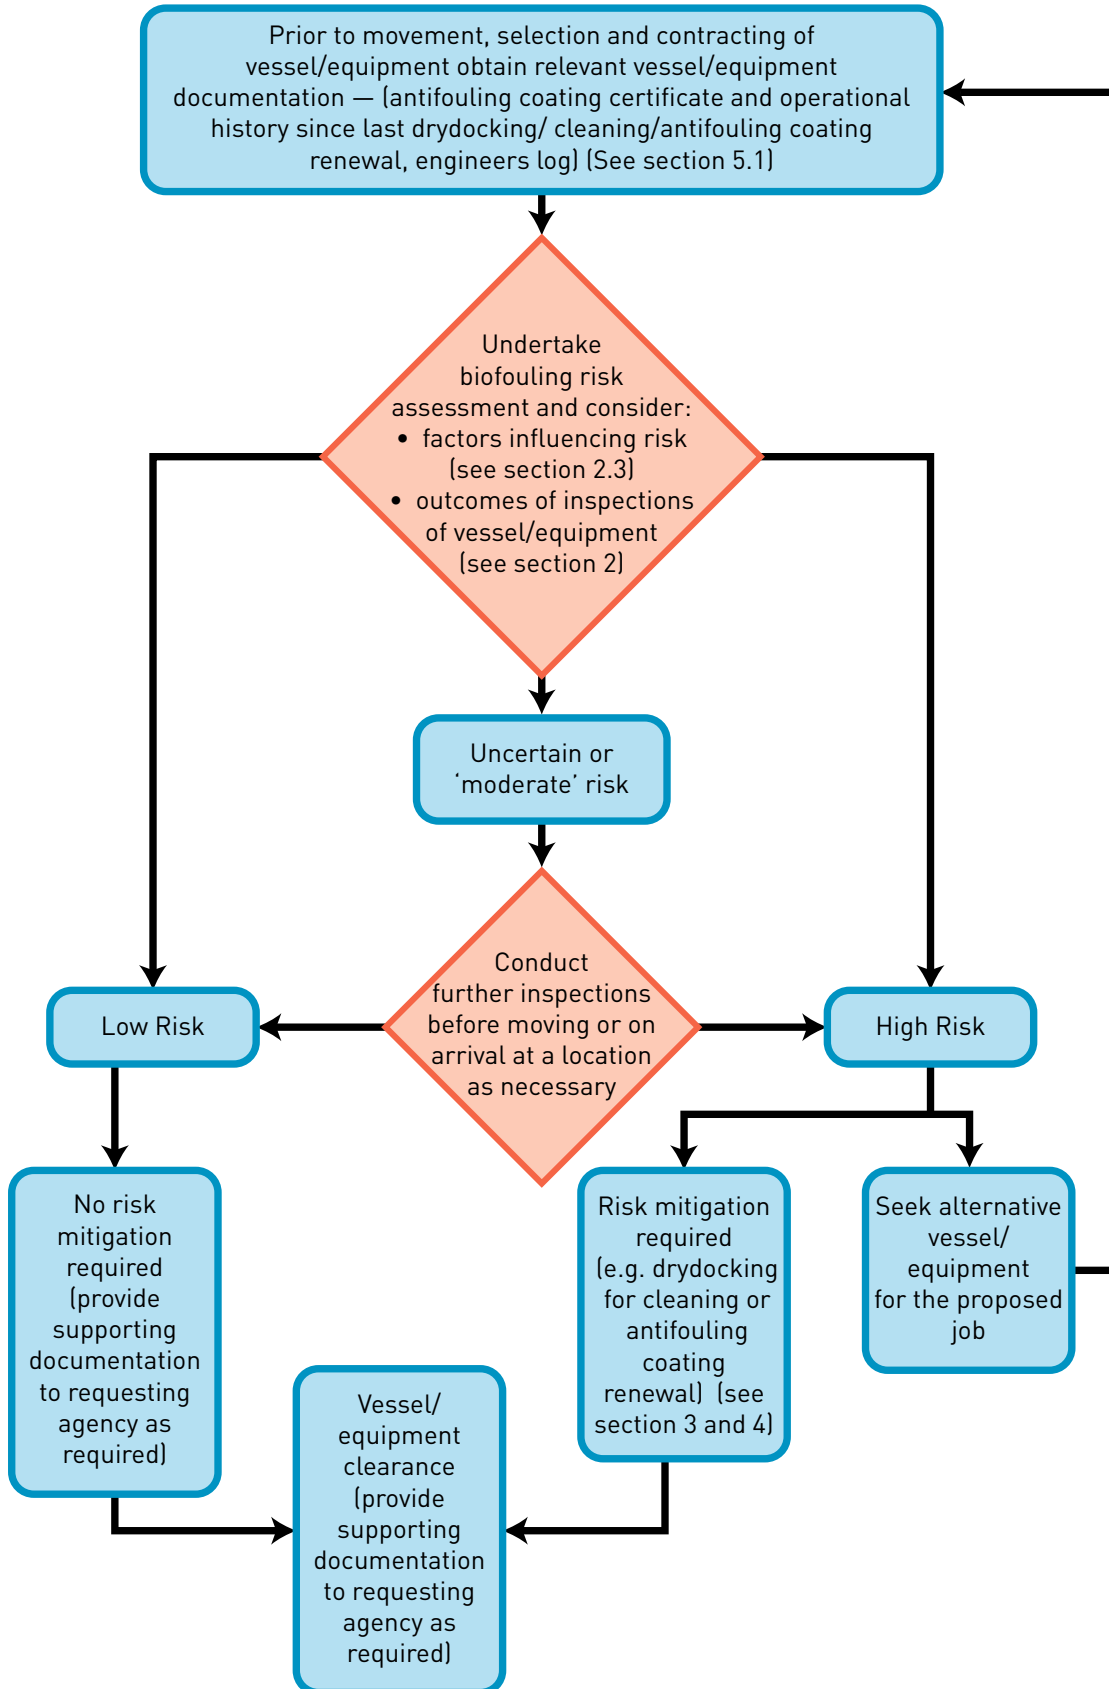 Prior to movement, selection and contracting of
vessel/equipment obtain relevant vessel/equipment
documentation — (antifouling coating certificate and operational
history since last drydocking/ cleaning/antifouling coating
renewal, engineers log) (See section 5.1)
Undertake
biofouling risk
assessment and consider:
• factors influencing risk
(see section 2.3)
• outcomes of inspections
of vessel/equipment
(see section 2)
Uncertain or
‘moderate’ risk
Conduct
further inspections
before moving or on
arrival at a location
as necessary
Low Risk
High Risk
No risk
mitigation
required
(provide
supporting
documentation
to requesting
agency as
required)
Risk mitigation
required
(e.g. drydocking
for cleaning or
antifouling
coating
renewal) (see
section 3 and 4)
Seek alternative
vessel/
equipment
for the proposed
job
Vessel/
equipment
clearance
(provide
supporting
documentation
to requesting
agency as
required)